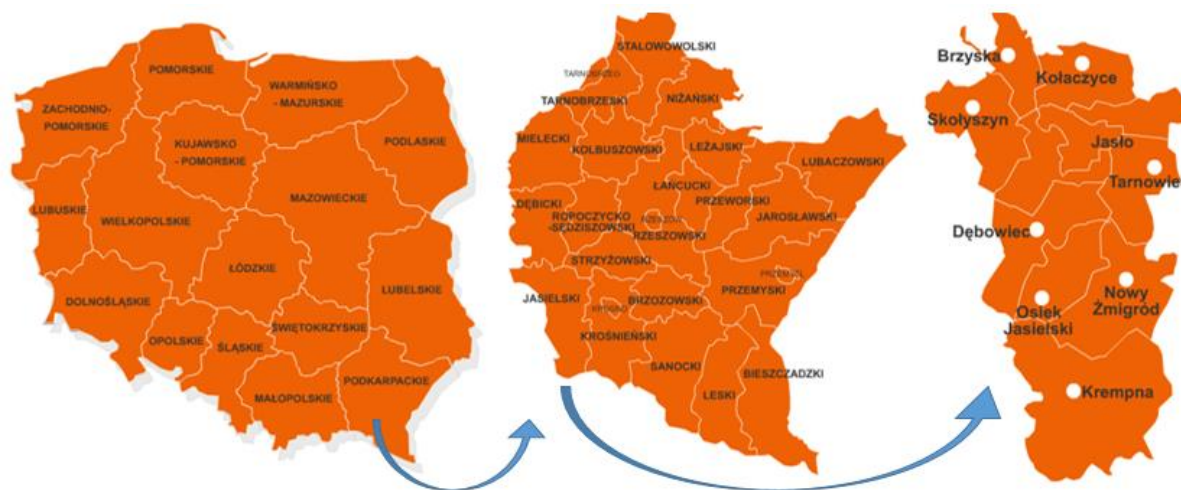 POMORSKIE
WARMIŃSKO
- MAZURSKIE
ZACHODNIO-
POMORSKIE
KUJAWSKO
- POMORSKIE
PODLASKIE
MAZOWIECKIE
LUBUSKIE
WIELKOPOLSKIE
ŁÓDZKIE
LUBELSKIE
DOLNOŚLĄSKIE
OPOLSKIE
ŚLĄSKIE
ŚWIĘTOKRZYSKIE
MAŁOPOLSKIE
PODKARPACKIE
STALOWOWOLSKI
TARNOBRZEG
TARNOBRZESKI
NIŻAŃSKI
MIELECKI
KOLBUSZOWSKI
LEŻAJSKI
LUBACZOWSKI
ŁAŃCUCKI
DĘBICKI
ROPOCZYCKO
-SĘDZISZOWSKI
RZESZÓW
RZESZOWSKI
PRZEWORSKI
JAROSŁAWSKI
STRZYŻOWSKI
PRZEMYŚL
PRZEMYSKI
JASIELSKI
KROSNO
BRZOZOWSKI
KROŚNIEŃSKI
SANOCKI
LESKI
BIESZCZADZKI
Brzyska
Kołaczyce
Skołyszyn
Jasło
Tarnowiec
Dębowiec
Nowy
Żmigród
Osiek
Jasielski
Krempna